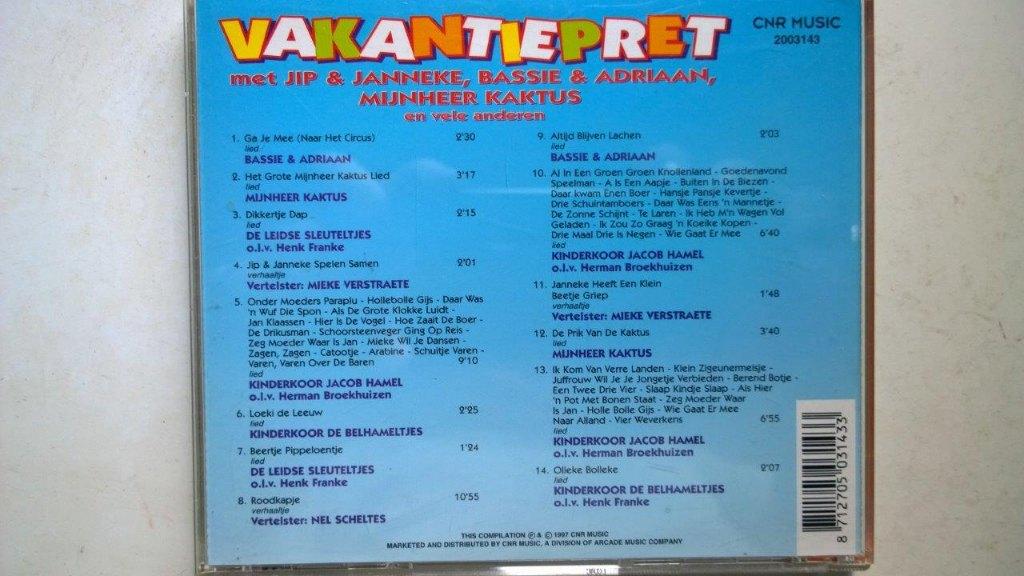 VAKANTIEPRET
CNR MUSIC
2003143
met JIP & JANNEKE, BASSIE & ADRIAAN,
MIJNHEER KAKTUS
en vele anderen
1. Ga Je Mee (Naar Het Circus) 2'30
lied
BASSIE & ADRIAAN
2. Het Grote Mijnheer Kaktus Lied 3'17
lied
MIJNHEER KAKTUS
3. Dikkertje Dap 2'15
lied
DE LEIDSE SLEUTELTJES
o.l.v. Henk Franke
4. Jip & Janneke Spelen Samen 2'01
verhaaltje
Vertelster: MIEKE VERSTRAETE
5. Onder Moeders Paraplu - Hollebolle Gijs - Daar Was
'n Wuf Die Spon - Als De Grote Klokke Luidt -
Jan Klaassen - Hier Is De Vogel - Hoe Zaait De Boer -
De Drikusman - Schoorsteenveger Ging Op Reis -
Zeg Moeder Waar Is Jan - Mieke Wil Je Dansen -
Zagen, Zagen - Catootje - Arabine - Schuitje Varen -
Varen, Varen Over De Baren 9'10
lied
KINDERKOOR JACOB HAMEL
o.l.v. Herman Broekhuizen
6. Loeki de Leeuw 2'25
lied
KINDERKOOR DE BELHAMELTJES
7. Beertje Pippeloentje 1'24
lied
DE LEIDSE SLEUTELTJES
o.l.v. Henk Franke
8. Roodkapje 10'55
verhaaltje
Vertelster: NEL SCHELTES
9. Altijd Blijven Lachen 2'03
lied
BASSIE & ADRIAAN
10. Al In Een Groen Groen Knollenland - Goedenavond
Speelman - A Is Een Aapje - Buiten In De Biezen -
Daar kwam Enen Boer - Hansje Pansje Kevertje -
Drie Schuintamboers - Daar Was Eens 'n Mannetje -
De Zonne Schijnt - Te Laren - Ik Heb M'n Wagen Vol
Geladen - Ik Zou Zo Graag 'n Koeike Kopen -
Drie Maal Drie Is Negen - Wie Gaat Er Mee 6'40
lied
KINDERKOOR JACOB HAMEL
o.l.v. Herman Broekhuizen
11. Janneke Heeft Een Klein
Beetje Griep 1'48
verhaaltje
Vertelster: MIEKE VERSTRAETE
12. De Prik Van De Kaktus 3'40
lied
MIJNHEER KAKTUS
13. Ik Kom Van Verre Landen - Klein Zigeunermeisje -
Juffrouw Wil Je Je Jongetje Verbieden - Berend Botje -
Een Twee Drie Vier - Slaap Kindje Slaap - Als Hier
'n Pot Met Bonen Staat - Zeg Moeder Waar
Is Jan - Holle Bolle Gijs - Wie Gaat Er Mee
Naar Alland - Vier Weverkens 6'55
lied
KINDERKOOR JACOB HAMEL
o.l.v. Herman Broekhuizen
14. Olleke Bolleke 2'07
lied
KINDERKOOR DE BELHAMELTJES
o.l.v. Henk Franke
THIS COMPILATION ℗ & © 1997 CNR MUSIC
MARKETED AND DISTRIBUTED BY CNR MUSIC, A DIVISION OF ARCADE MUSIC COMPANY
8 712705 031433